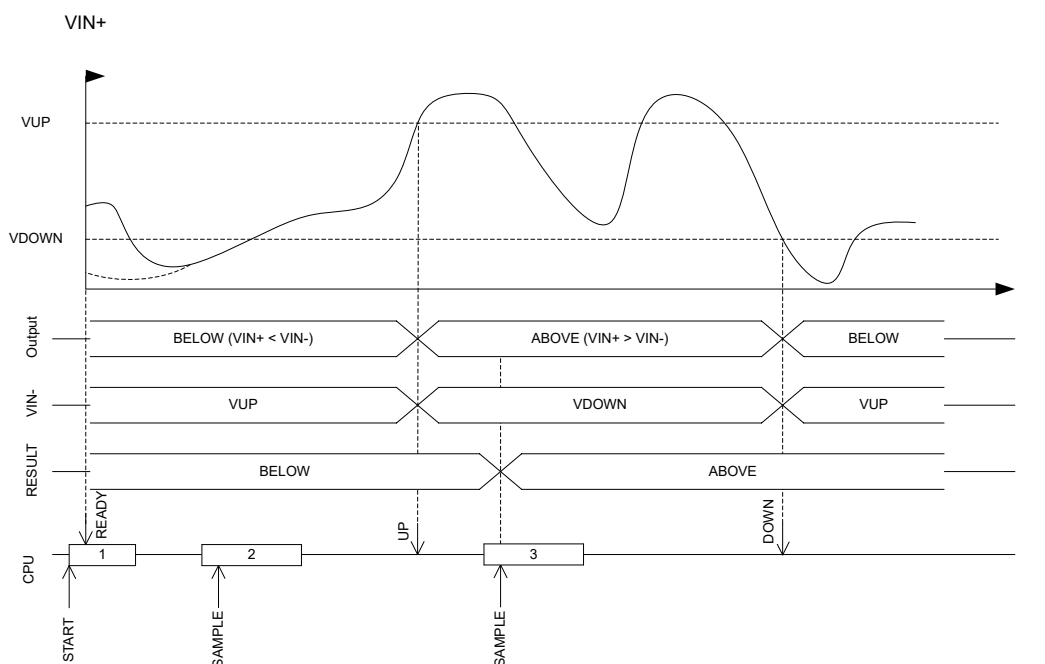 VIN+
VUP
VDOWN
Output
BELOW (VIN+ < VIN-)
ABOVE (VIN+ > VIN-)
BELOW
VIN-
VUP
VDOWN
VUP
RESULT
BELOW
ABOVE
READY
UP
DOWN
CPU
1
2
3
START
SAMPLE
SAMPLE